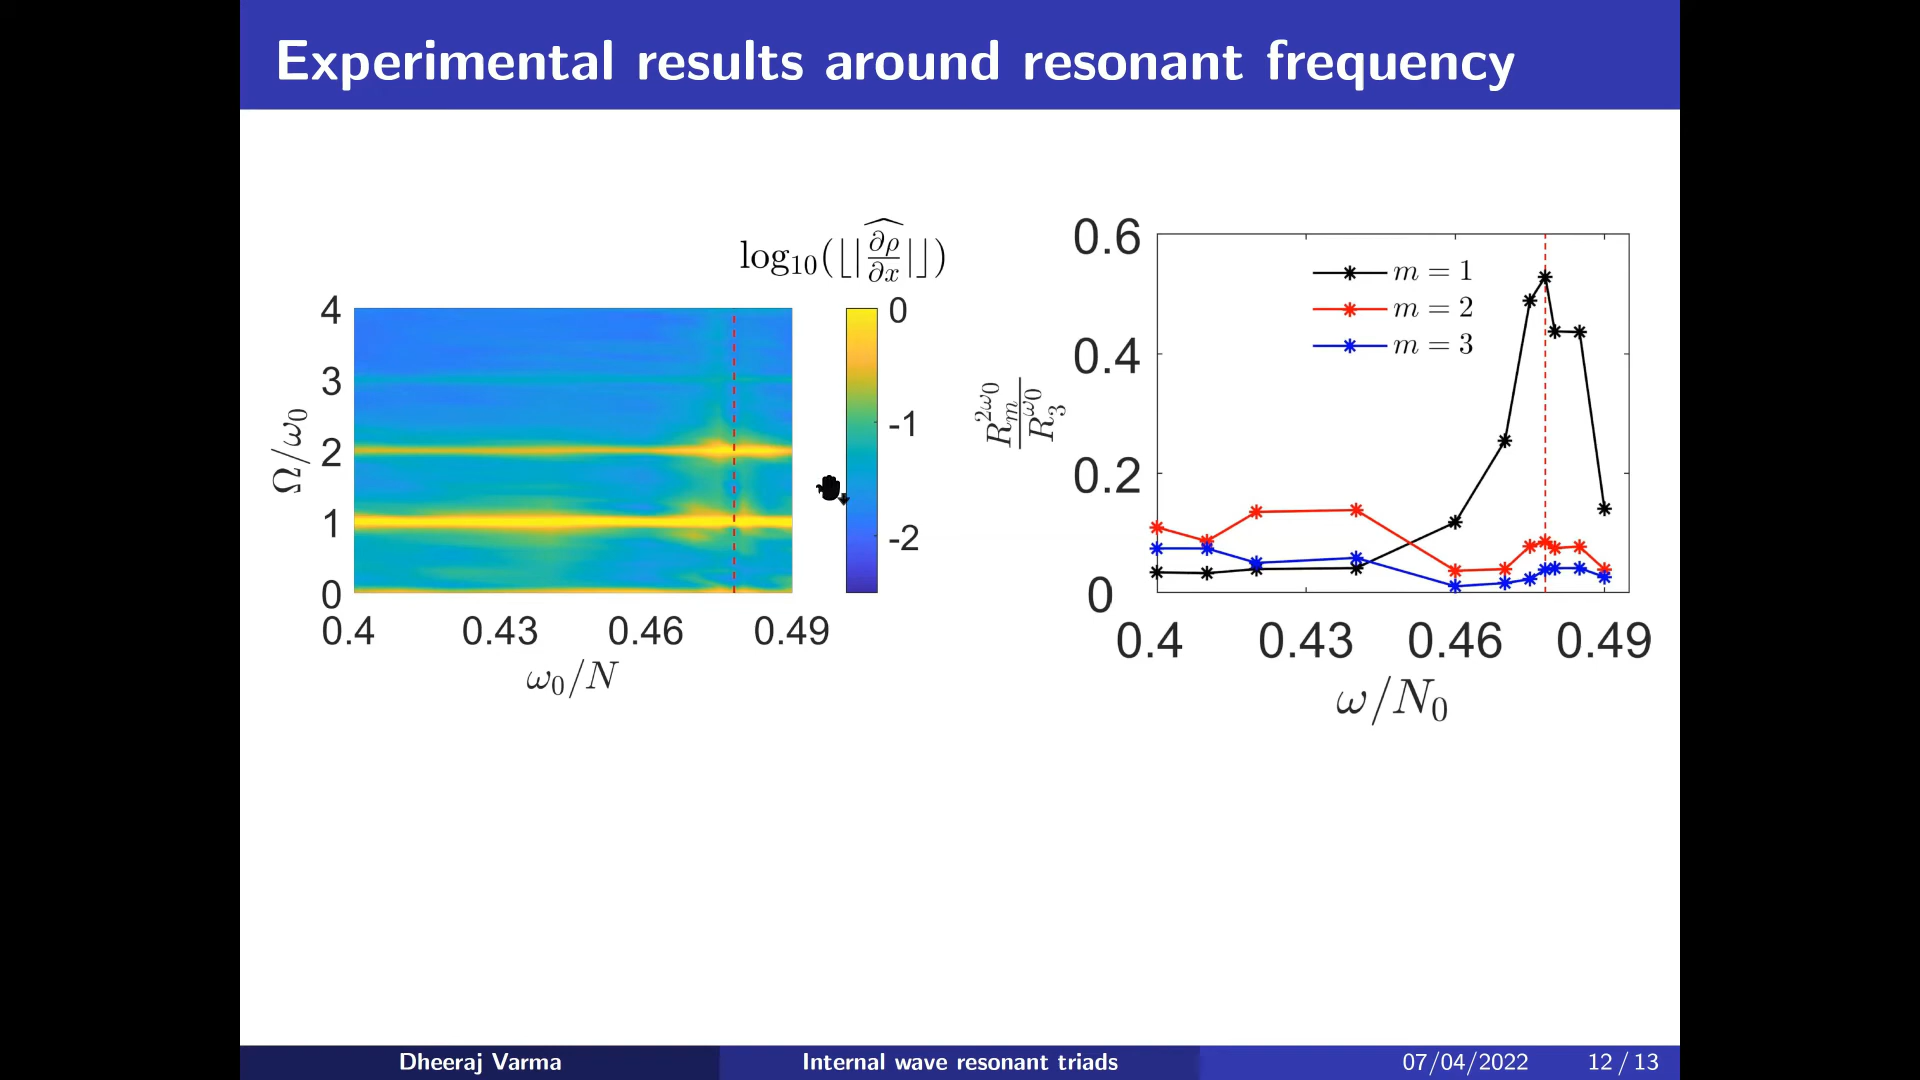 Experimental results around resonant frequency
log₁₀(⌊|\widehat{∂ρ/∂x}|⌋)
4
3
2
1
0
Ω/ω₀
0.4 0.43 0.46 0.49
ω₀/N
0
-1
-2
R_m^{2ω₀}/R_3^{ω₀}
0.6
0.4
0.2
0
m = 1
m = 2
m = 3
0.4 0.43 0.46 0.49
ω/N₀
Dheeraj Varma Internal wave resonant triads 07/04/2022 12 / 13